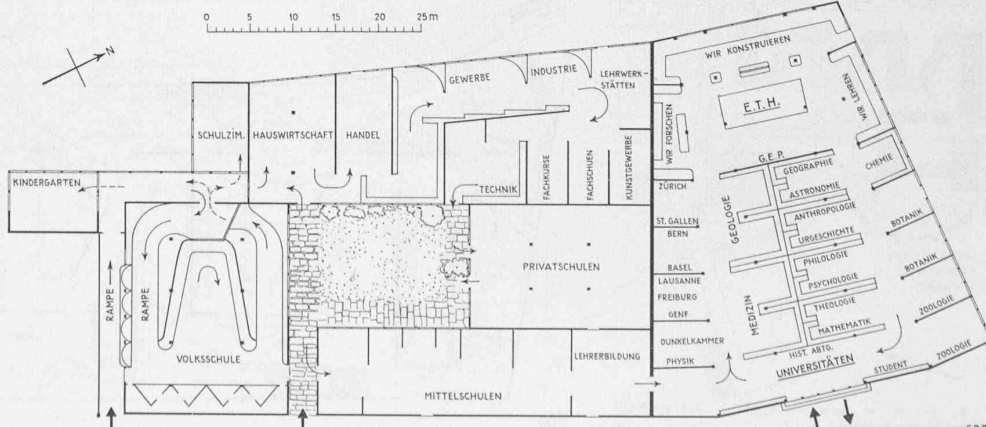 0 5 10 15 20 25 m
N
KINDERGARTEN
SCHULZIM.
HAUSWIRTSCHAFT
HANDEL
GEWERBE
INDUSTRIE
LEHRWERK-
STÄTTEN
TECHNIK
FACHKURSE
FACHSCHUEN
KUNSTGEWERBE
RAMPE
RAMPE
VOLKSSCHULE
PRIVATSCHULEN
LEHRERBILDUNG
MITTELSCHULEN
WIR KONSTRUIEREN
E.T.H.
WIR FORSCHEN
WIR LEHREN
G.E.P.
ZÜRICH
ST. GALLEN
BERN
BASEL
LAUSANNE
FREIBURG
GENF
DUNKELKAMMER
PHYSIK
GEOLOGIE
MEDIZIN
GEOGRAPHIE
ASTRONOMIE
ANTHROPOLOGIE
URGESCHICHTE
PHILOLOGIE
PSYCHOLOGIE
THEOLOGIE
MATHEMATIK
HIST. ABTG.
UNIVERSITÄTEN
CHEMIE
BOTANIK
BOTANIK
ZOOLOGIE
ZOOLOGIE
STUDENT